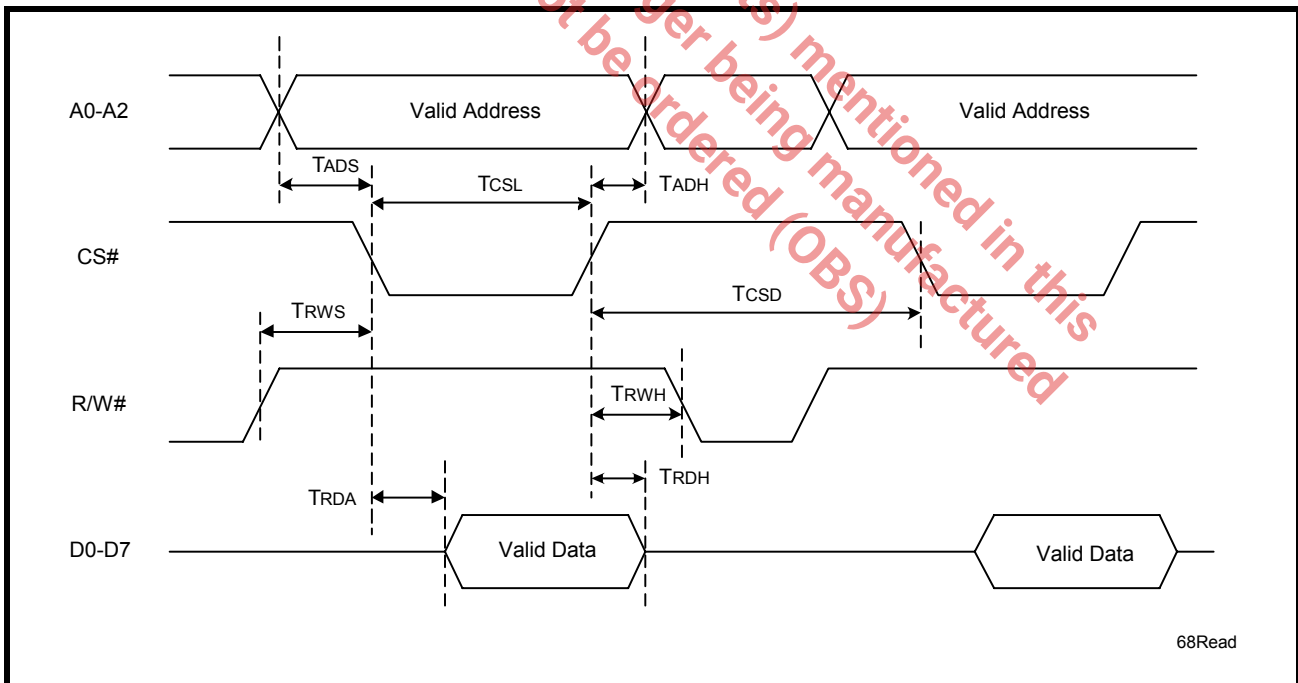 ts) mentioned in this
ger being manufactured
ot be ordered (OBS)
A0-A2
Valid Address
Valid Address
TADS
TCSL
TADH
CS#
TCSD
TRWS
R/W#
TRWH
TRDH
TRDA
D0-D7
Valid Data
Valid Data
68Read